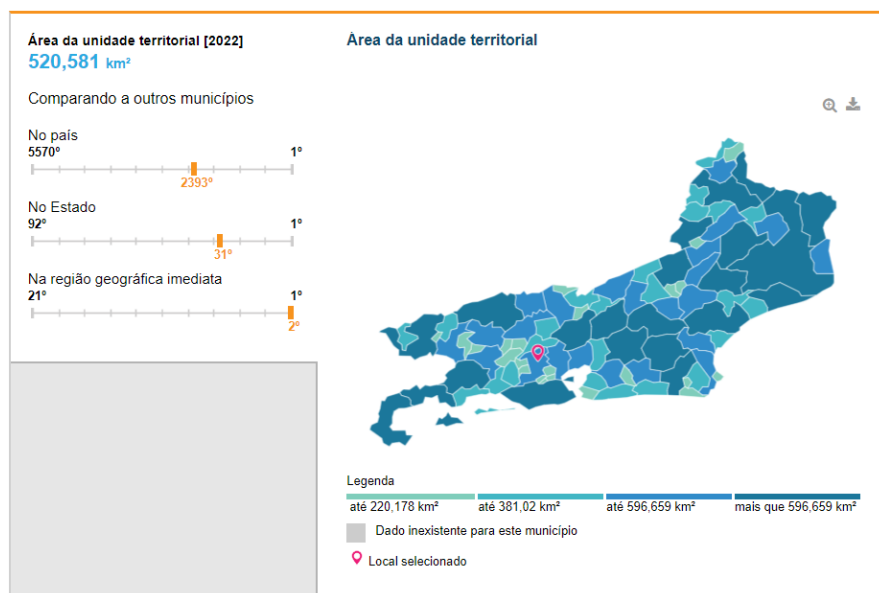 Área da unidade territorial [2022]
520,581 km²
Comparando a outros municípios
No país
5570º 1º
2393º
No Estado
92º 1º
31º
Na região geográfica imediata
21º 1º
2º
Área da unidade territorial
Legenda
até 220,178 km² até 381,02 km² até 596,659 km² mais que 596,659 km²
Dado inexistente para este município
Local selecionado